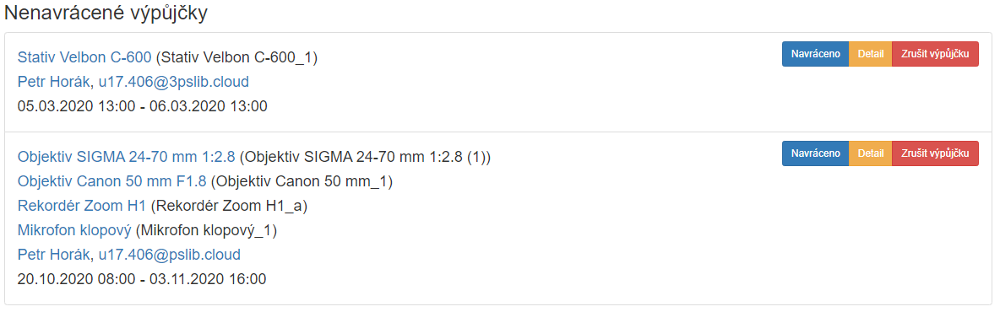 Nenavrácené výpůjčky
Stativ Velbon C-600 (Stativ Velbon C-600_1)
Navráceno Detail Zrušit výpůjčku
Petr Horák, u17.406@3pslib.cloud
05.03.2020 13:00 - 06.03.2020 13:00
Objektiv SIGMA 24-70 mm 1:2.8 (Objektiv SIGMA 24-70 mm 1:2.8 (1))
Navráceno Detail Zrušit výpůjčku
Objektiv Canon 50 mm F1.8 (Objektiv Canon 50 mm_1)
Rekordér Zoom H1 (Rekordér Zoom H1_a)
Mikrofon klopový (Mikrofon klopový_1)
Petr Horák, u17.406@pslib.cloud
20.10.2020 08:00 - 03.11.2020 16:00